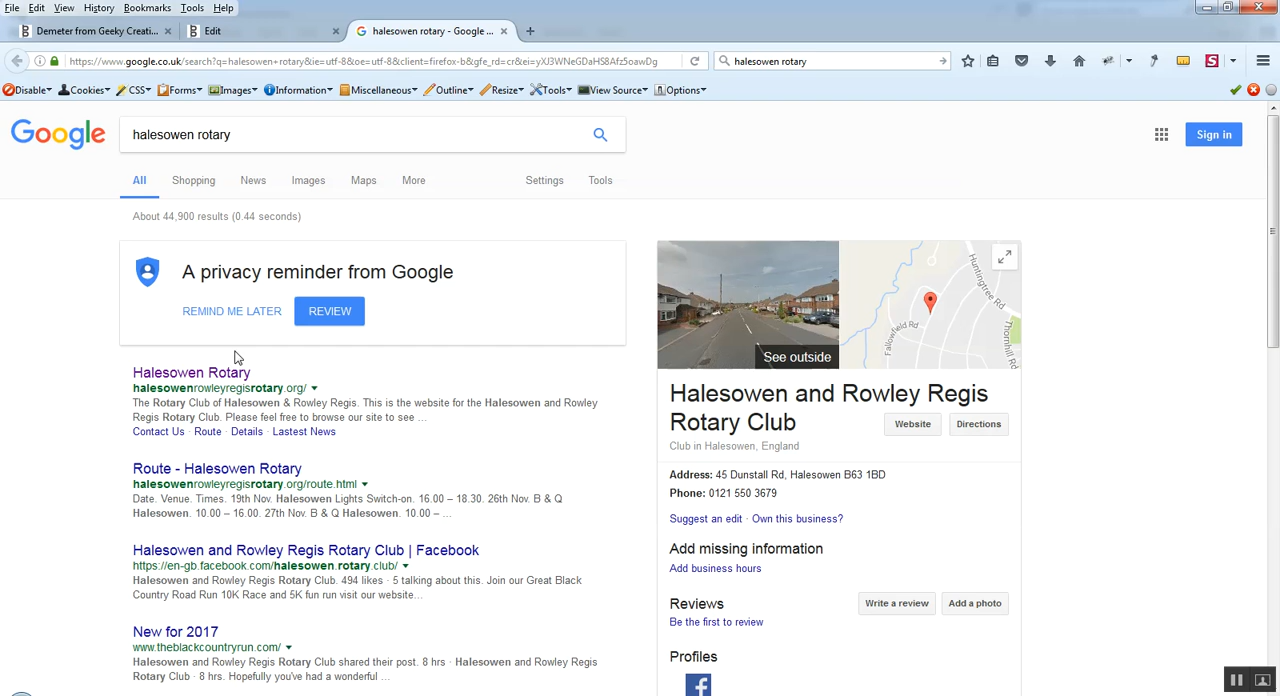 File Edit View History Bookmarks Tools Help
Demeter from Geeky Creati... × Edit × halesowen rotary - Google ... × +
https://www.google.co.uk/search?q=halesowen+rotary&ie=utf-8&oe=utf-8&client=firefox-b&gfe_rd=cr&ei=yXJ3WNeGDaHS8Afz5oawDg halesowen rotary
Disable Cookies CSS Forms Images Information Miscellaneous Outline Resize Tools View Source Options
Google halesowen rotary Sign in
All Shopping News Images Maps More Settings Tools
About 44,900 results (0.44 seconds)
A privacy reminder from Google
REMIND ME LATER REVIEW
Halesowen Rotary
halesowenrowleyregisrotary.org/
The Rotary Club of Halesowen & Rowley Regis. This is the website for the Halesowen and Rowley
Regis Rotary Club. Please feel free to browse our site to see ...
Contact Us · Route · Details · Lastest News
Route - Halesowen Rotary
halesowenrowleyregisrotary.org/route.html
Date. Venue. Times. 19th Nov. Halesowen Lights Switch-on. 16.00 – 18.30. 26th Nov. B & Q
Halesowen. 10.00 – 16.00. 27th Nov. B & Q Halesowen. 10.00 – ...
Halesowen and Rowley Regis Rotary Club | Facebook
https://en-gb.facebook.com/halesowen.rotary.club/
Halesowen and Rowley Regis Rotary Club. 494 likes · 5 talking about this. Join our Great Black
Country Road Run 10K Race and 5K fun run visit our website...
New for 2017
www.theblackcountryrun.com/
Halesowen and Rowley Regis Rotary Club shared their post. 8 hrs · Halesowen and Rowley Regis
Rotary Club · 8 hrs. Hopefully you've had a wonderful ...
See outside
Huntingtree Rd
Fallowfield Rd
Thornhill Rd
Halesowen and Rowley Regis
Rotary Club
Website Directions
Club in Halesowen, England
Address: 45 Dunstall Rd, Halesowen B63 1BD
Phone: 0121 550 3679
Suggest an edit · Own this business?
Add missing information
Add business hours
Reviews
Write a review Add a photo
Be the first to review
Profiles